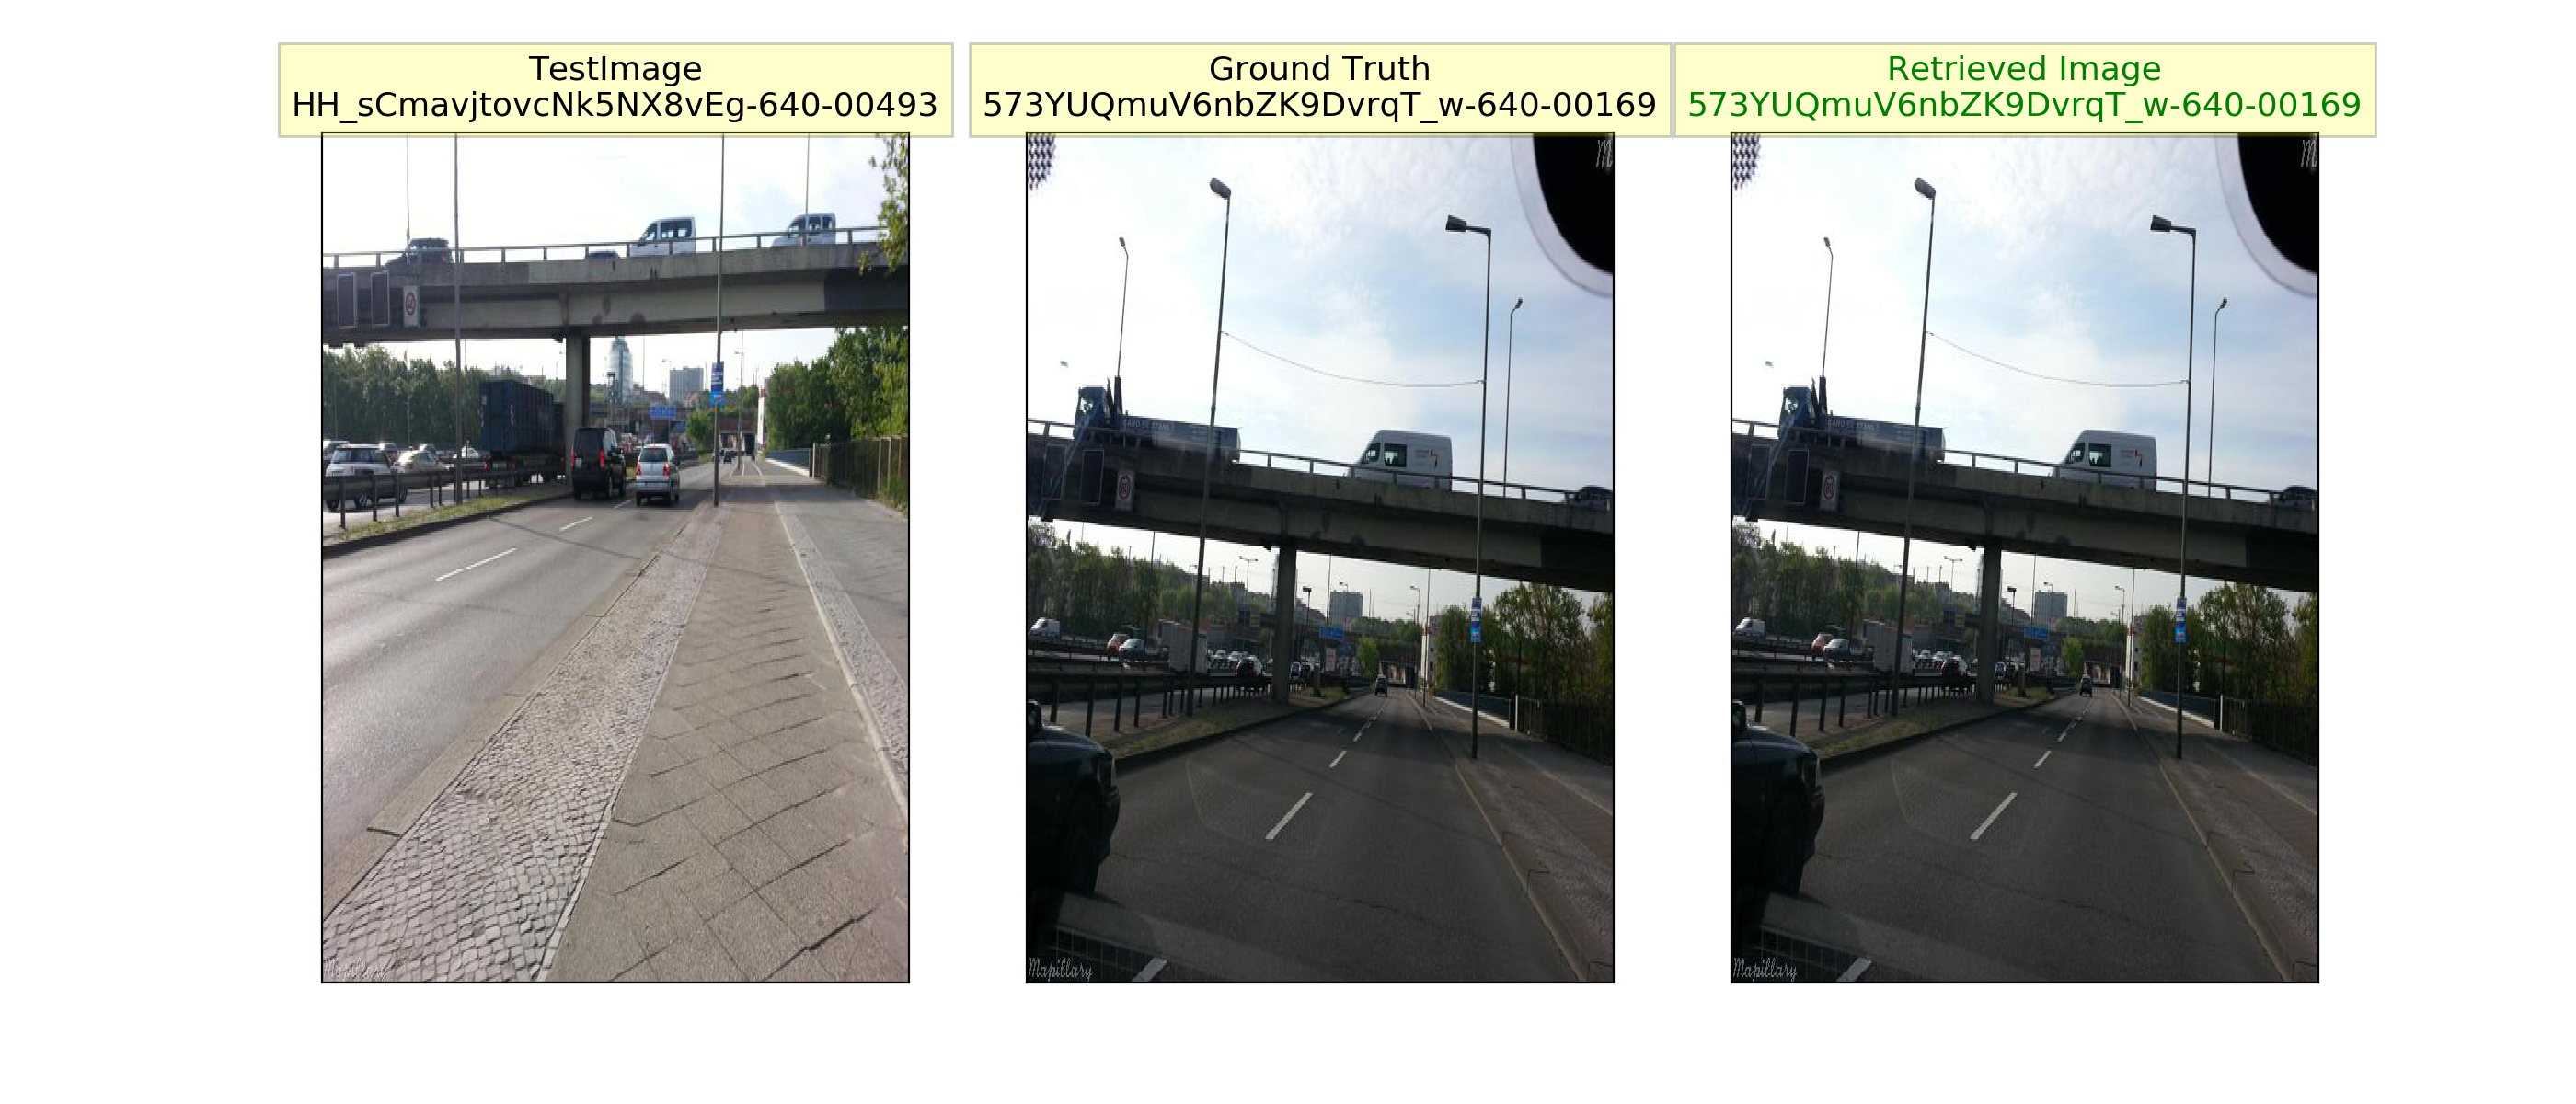 TestImage
HH_sCmavjtovcNk5NX8vEg-640-00493
Ground Truth
573YUQmuV6nbZK9DvrqT_w-640-00169
Retrieved Image
573YUQmuV6nbZK9DvrqT_w-640-00169
Mapillary
Mapillary
Mapillary